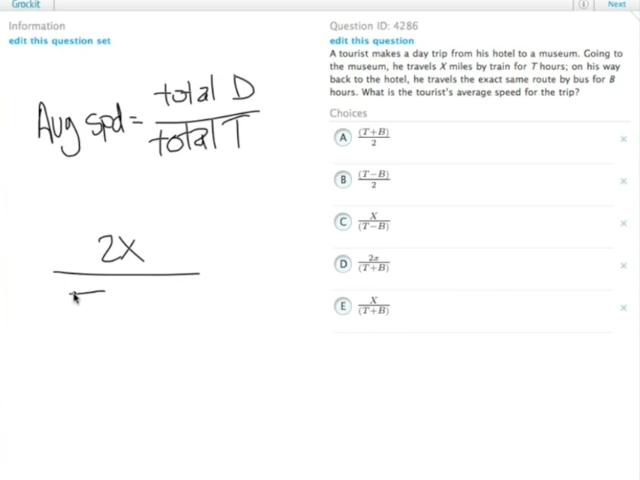 Grockit
Next
Information
edit this question set
Avg spd = total D / total T
2X
Question ID: 4286
edit this question
A tourist makes a day trip from his hotel to a museum. Going to
the museum, he travels X miles by train for T hours; on his way
back to the hotel, he travels the exact same route by bus for B
hours. What is the tourist's average speed for the trip?
Choices
A (T+B)/2
B (T−B)/2
C X/(T−B)
D 2x/(T+B)
E X/(T+B)